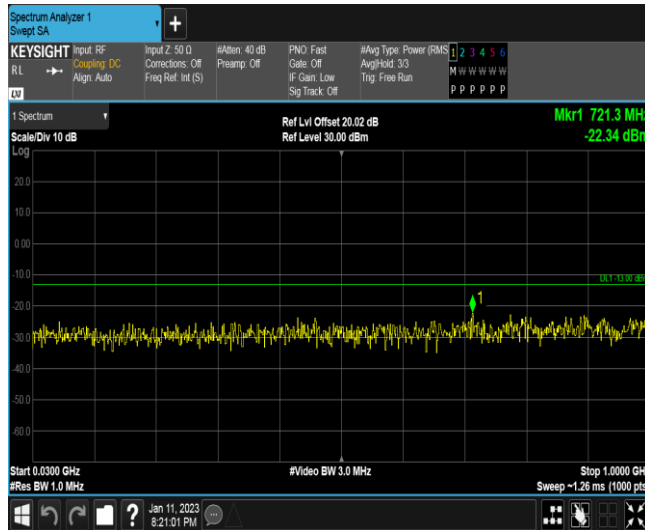 Spectrum Analyzer 1
Swept SA
+
KEYSIGHT
RL
LXI
Input: RF
Coupling: DC
Align: Auto
Input Z: 50 Ω
Corrections: Off
Freq Ref: Int (S)
#Atten: 40 dB
Preamp: Off
PNO: Fast
Gate: Off
IF Gain: Low
Sig Track: Off
#Avg Type: Power (RMS
Avg|Hold: 3/3
Trig: Free Run
1 2 3 4 5 6
M W W W W W
P P P P P P
1 Spectrum
Scale/Div 10 dB
Log
Ref Lvl Offset 20.02 dB
Ref Level 30.00 dBm
Mkr1 721.3 MHz
-22.34 dBm
20.0
10.0
0.00
-10.0
DL1 -13.00 dBm
-20.0
1
-30.0
-40.0
-50.0
-60.0
Start 0.0300 GHz
#Res BW 1.0 MHz
#Video BW 3.0 MHz
Stop 1.0000 GH
Sweep ~1.26 ms (1000 pts
?
Jan 11, 2023
8:21:01 PM